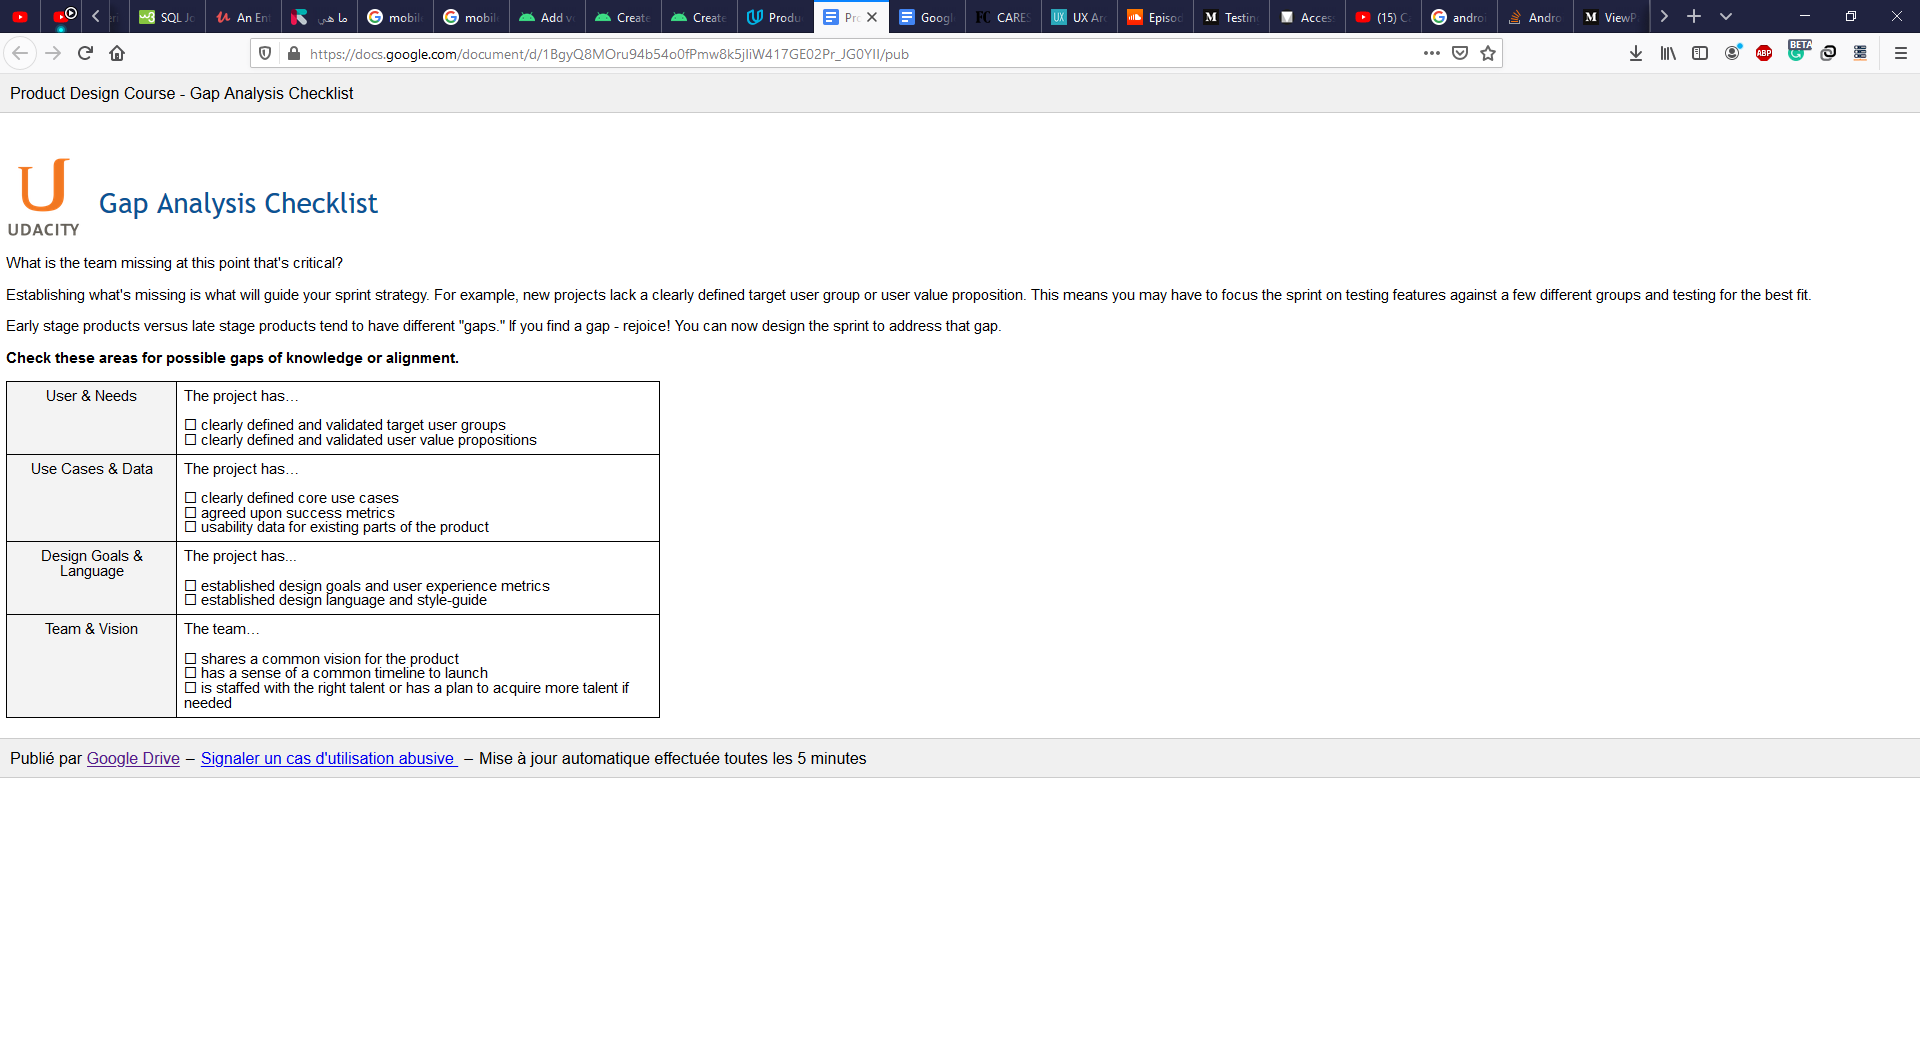 SQL Jo
An Ent
ما هي
mobil
mobil
Add v
Create
Create
Produ
Pro
Googl
CARES
UX Arc
Episod
Testin
Access
(15) C
androi
Andro
ViewP
https://docs.google.com/document/d/1BgyQ8MOru94b54o0fPmw8k5jIiW417GE02Pr_JG0YII/pub
ABP
BETA
Product Design Course - Gap Analysis Checklist
UDACITY
Gap Analysis Checklist
What is the team missing at this point that's critical?
Establishing what's missing is what will guide your sprint strategy. For example, new projects lack a clearly defined target user group or user value proposition. This means you may have to focus the sprint on testing features against a few different groups and testing for the best fit.
Early stage products versus late stage products tend to have different "gaps." If you find a gap - rejoice! You can now design the sprint to address that gap.
Check these areas for possible gaps of knowledge or alignment.
User & Needs
The project has…
☐ clearly defined and validated target user groups
☐ clearly defined and validated user value propositions
Use Cases & Data
The project has…
☐ clearly defined core use cases
☐ agreed upon success metrics
☐ usability data for existing parts of the product
Design Goals &
Language
The project has...
☐ established design goals and user experience metrics
☐ established design language and style-guide
Team & Vision
The team…
☐ shares a common vision for the product
☐ has a sense of a common timeline to launch
☐ is staffed with the right talent or has a plan to acquire more talent if
needed
Publié par Google Drive – Signaler un cas d'utilisation abusive – Mise à jour automatique effectuée toutes les 5 minutes